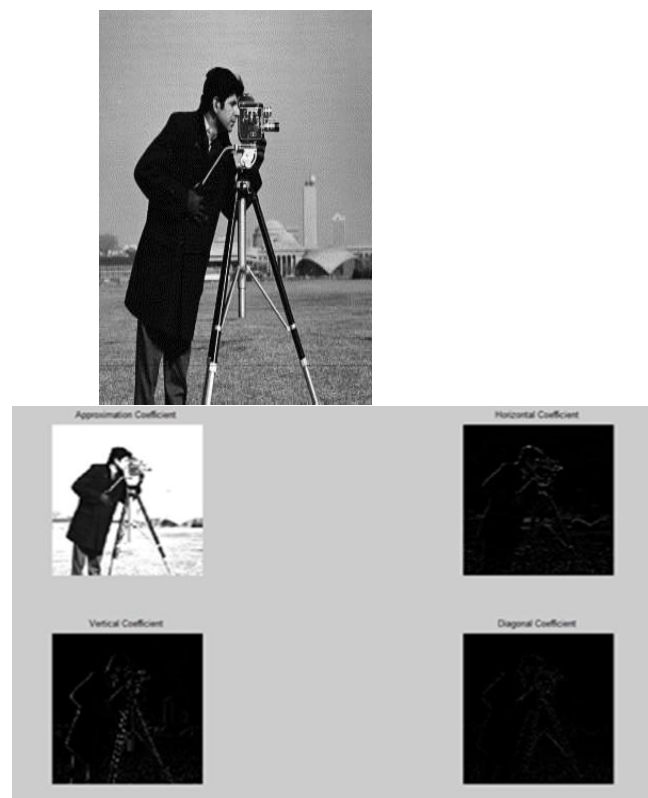 Approximation Coefficient
Horizontal Coefficient
Vertical Coefficient
Diagonal Coefficient